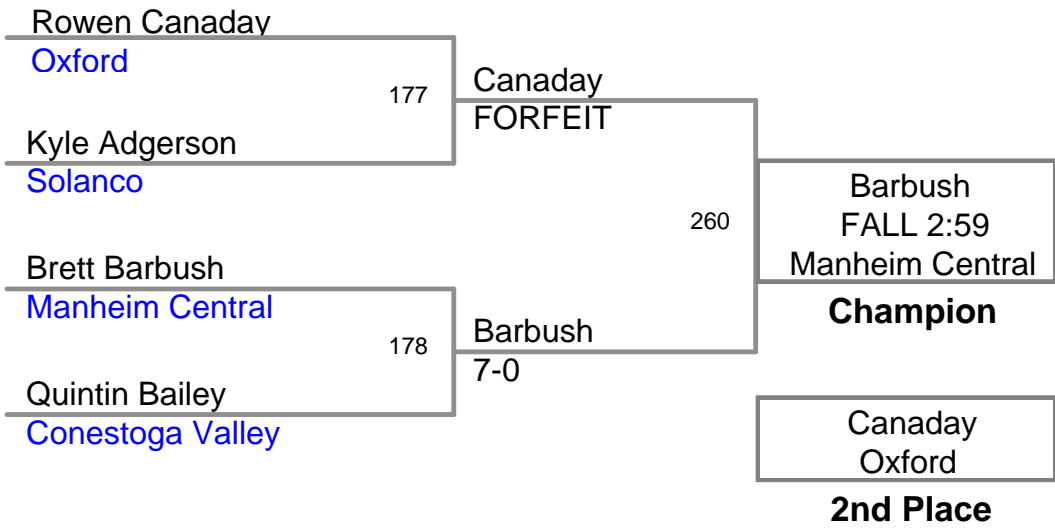 Rowen Canaday
Oxford
177
Canaday
FORFEIT
Kyle Adgerson
Solanco
260
Barbush
FALL 2:59
Manheim Central
Champion
Brett Barbush
Manheim Central
178
Barbush
7-0
Quintin Bailey
Conestoga Valley
Canaday
Oxford
2nd Place